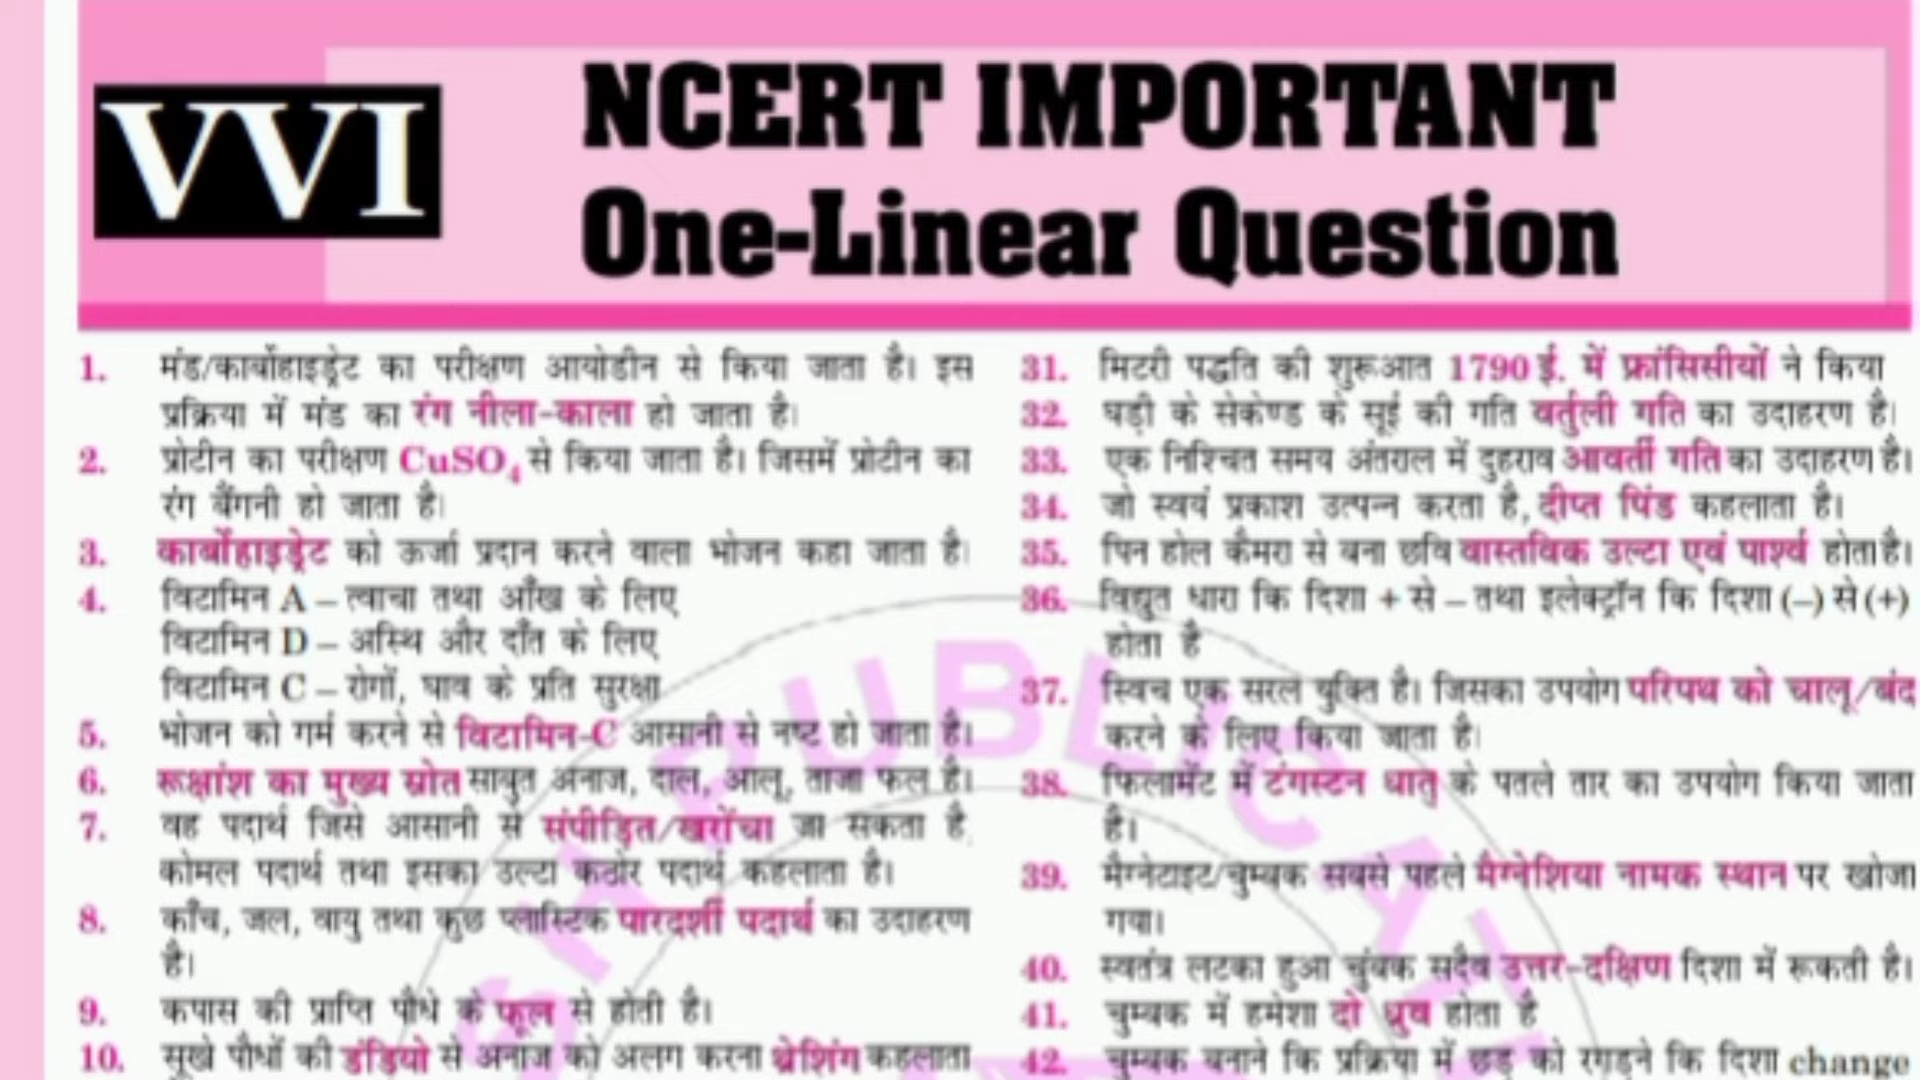 VVI
NCERT IMPORTANT
One-Linear Question
1. मंड/कार्बोहाइड्रेट का परीक्षण आयोडीन से किया जाता है। इस
प्रक्रिया में मंड का रंग नीला-काला हो जाता है।
2. प्रोटीन का परीक्षण CuSO₄ से किया जाता है। जिसमें प्रोटीन का
रंग बैंगनी हो जाता है।
3. कार्बोहाइड्रेट को ऊर्जा प्रदान करने वाला भोजन कहा जाता है।
4. विटामिन A – त्वाचा तथा आँख के लिए
विटामिन D – अस्थि और दाँत के लिए
विटामिन C – रोगों, घाव के प्रति सुरक्षा
5. भोजन को गर्म करने से विटामिन-C आसानी से नष्ट हो जाता है।
6. रूक्षांश का मुख्य स्रोत साबुत अनाज, दाल, आलू, ताजा फल है।
7. वह पदार्थ जिसे आसानी से संपीड़ित/खरोंचा जा सकता है,
कोमल पदार्थ तथा इसका उल्टा कठोर पदार्थ कहलाता है।
8. काँच, जल, वायु तथा कुछ प्लास्टिक पारदर्शी पदार्थ का उदाहरण
है।
9. कपास की प्राप्ति पौधे के फूल से होती है।
10. सूखे पौधों की डंडियो से अनाज को अलग करना थ्रेशिंग कहलाता
31. मिटरी पद्धति की शुरूआत 1790 ई. में फ्रांसिसीयों ने किया
32. घड़ी के सेकेण्ड के सूई की गति वर्तुली गति का उदाहरण है।
33. एक निश्चित समय अंतराल में दुहराव आवर्ती गति का उदाहरण है।
34. जो स्वयं प्रकाश उत्पन्न करता है, दीप्त पिंड कहलाता है।
35. पिन होल कैमरा से बना छवि वास्तविक उल्टा एवं पार्श्व होता है।
36. विद्युत धारा कि दिशा + से – तथा इलेक्ट्रॉन कि दिशा (–) से (+)
होता है
37. स्विच एक सरल युक्ति है। जिसका उपयोग परिपथ को चालू/बंद
करने के लिए किया जाता है।
38. फिलामेंट में टंगस्टन धातु के पतले तार का उपयोग किया जाता
है।
39. मैग्नेटाइट/चुम्बक सबसे पहले मैग्नेशिया नामक स्थान पर खोजा
गया।
40. स्वतंत्र लटका हुआ चुंबक सदैव उत्तर-दक्षिण दिशा में रूकती है।
41. चुम्बक में हमेशा दो ध्रुव होता है
42. चुम्बक बनाने कि प्रक्रिया में छड़ को रगड़ने कि दिशा change